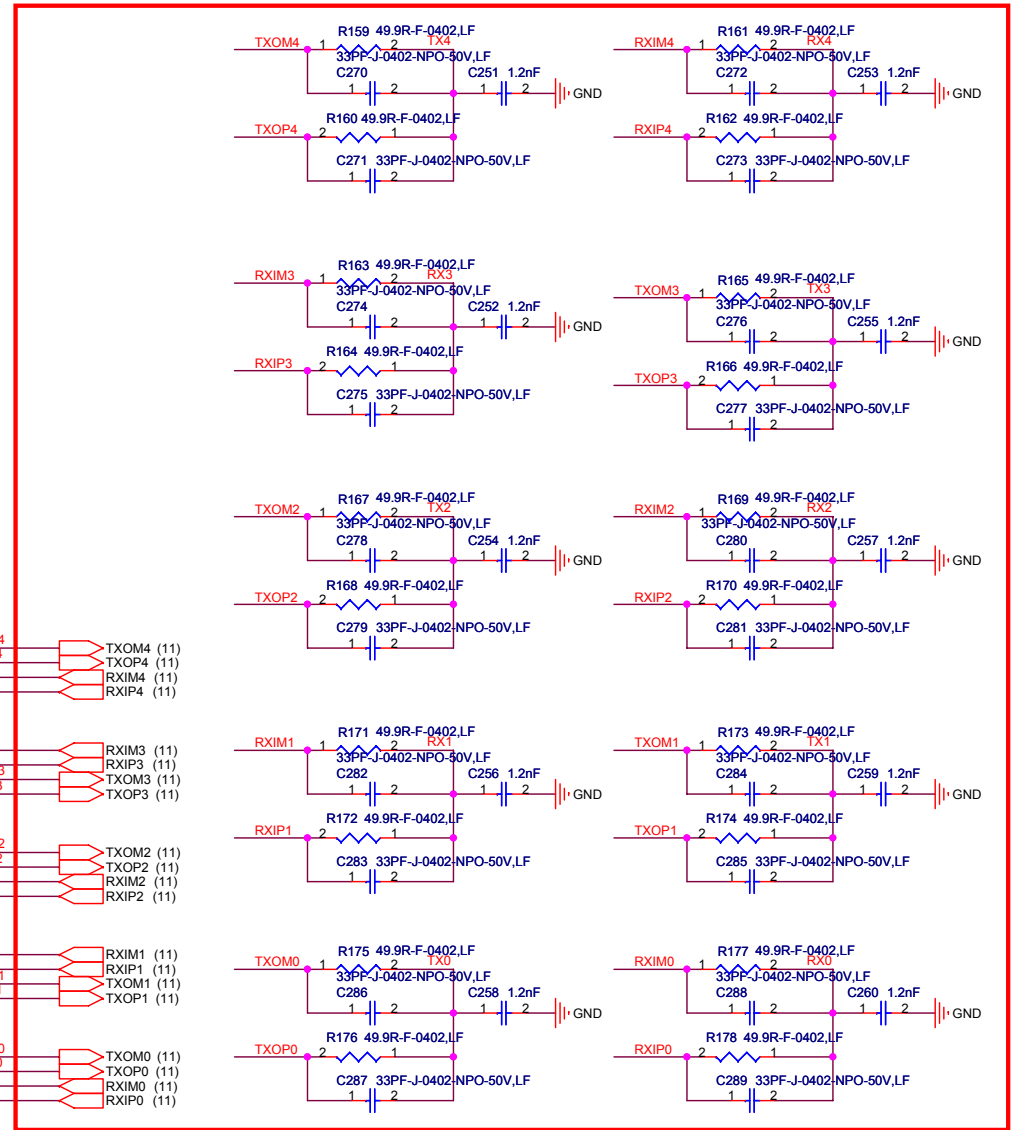 R159 49.9R-F-0402,LF
TXOM4 1 2 TX4
33PF-J-0402-NPO-50V,LF
C270 C251 1.2nF
1 2 1 2 GND
R160 49.9R-F-0402,LF
TXOP4 2 1
C271 33PF-J-0402-NPO-50V,LF
1 2
R161 49.9R-F-0402,LF
RXIM4 1 2 RX4
33PF-J-0402-NPO-50V,LF
C272 C253 1.2nF
1 2 1 2 GND
R162 49.9R-F-0402,LF
RXIP4 2 1
C273 33PF-J-0402-NPO-50V,LF
1 2
R163 49.9R-F-0402,LF
RXIM3 1 2 RX3
33PF-J-0402-NPO-50V,LF
C274 C252 1.2nF
1 2 1 2 GND
R164 49.9R-F-0402,LF
RXIP3 2 1
C275 33PF-J-0402-NPO-50V,LF
1 2
R165 49.9R-F-0402,LF
TXOM3 1 2 TX3
33PF-J-0402-NPO-50V,LF
C276 C255 1.2nF
1 2 1 2 GND
R166 49.9R-F-0402,LF
TXOP3 2 1
C277 33PF-J-0402-NPO-50V,LF
1 2
R167 49.9R-F-0402,LF
TXOM2 1 2 TX2
33PF-J-0402-NPO-50V,LF
C278 C254 1.2nF
1 2 1 2 GND
R168 49.9R-F-0402,LF
TXOP2 2 1
C279 33PF-J-0402-NPO-50V,LF
1 2
R169 49.9R-F-0402,LF
RXIM2 1 2 RX2
33PF-J-0402-NPO-50V,LF
C280 C257 1.2nF
1 2 1 2 GND
R170 49.9R-F-0402,LF
RXIP2 2 1
C281 33PF-J-0402-NPO-50V,LF
1 2
TXOM4 (11)
TXOP4 (11)
RXIM4 (11)
RXIP4 (11)
R171 49.9R-F-0402,LF
RXIM1 1 2 RX1
33PF-J-0402-NPO-50V,LF
C282 C256 1.2nF
1 2 1 2 GND
R172 49.9R-F-0402,LF
RXIP1 2 1
C283 33PF-J-0402-NPO-50V,LF
1 2
R173 49.9R-F-0402,LF
TXOM1 1 2 TX1
33PF-J-0402-NPO-50V,LF
C284 C259 1.2nF
1 2 1 2 GND
R174 49.9R-F-0402,LF
TXOP1 2 1
C285 33PF-J-0402-NPO-50V,LF
1 2
RXIM3 (11)
RXIP3 (11)
TXOM3 (11)
TXOP3 (11)
TXOM2 (11)
TXOP2 (11)
RXIM2 (11)
RXIP2 (11)
RXIM1 (11)
RXIP1 (11)
TXOM1 (11)
TXOP1 (11)
R175 49.9R-F-0402,LF
TXOM0 1 2 TX0
33PF-J-0402-NPO-50V,LF
C286 C258 1.2nF
1 2 1 2 GND
R176 49.9R-F-0402,LF
TXOP0 2 1
C287 33PF-J-0402-NPO-50V,LF
1 2
R177 49.9R-F-0402,LF
RXIM0 1 2 RX0
33PF-J-0402-NPO-50V,LF
C288 C260 1.2nF
1 2 1 2 GND
R178 49.9R-F-0402,LF
RXIP0 2 1
C289 33PF-J-0402-NPO-50V,LF
1 2
TXOM0 (11)
TXOP0 (11)
RXIM0 (11)
RXIP0 (11)